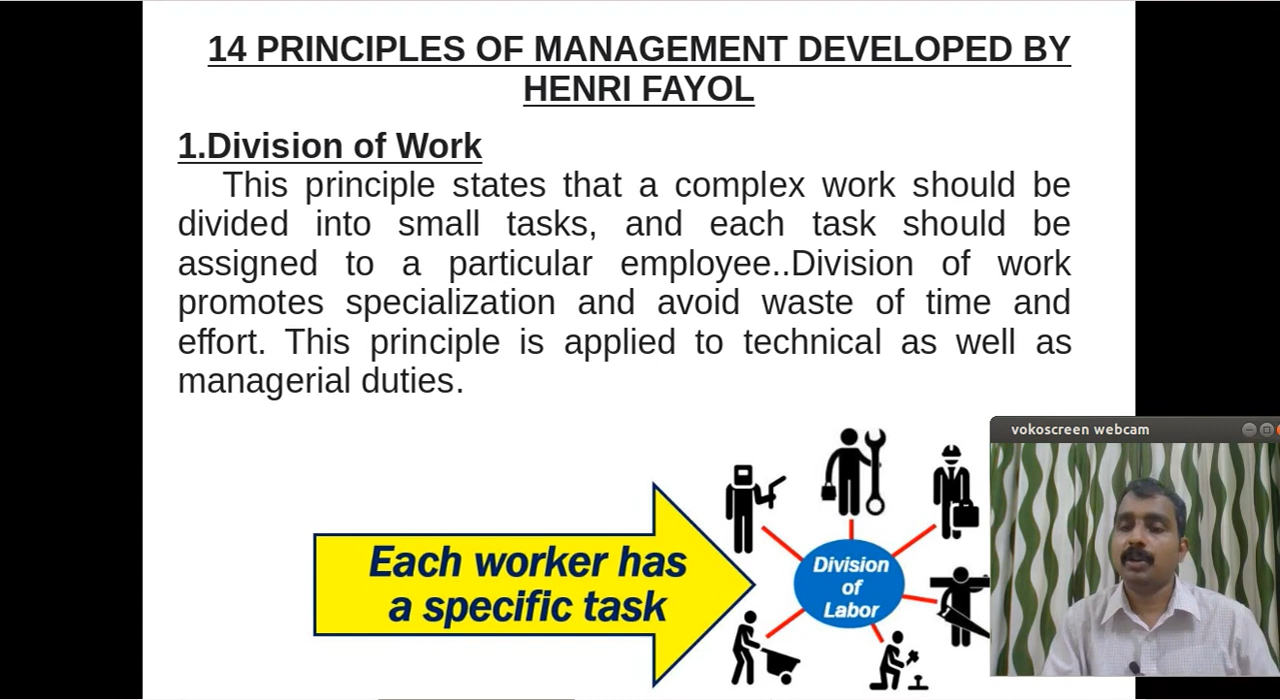 14 PRINCIPLES OF MANAGEMENT DEVELOPED BY
HENRI FAYOL
1.Division of Work
This principle states that a complex work should be
divided into small tasks, and each task should be
assigned to a particular employee..Division of work
promotes specialization and avoid waste of time and
effort. This principle is applied to technical as well as
managerial duties.
vokoscreen webcam
Each worker has
a specific task
Division
of
Labor